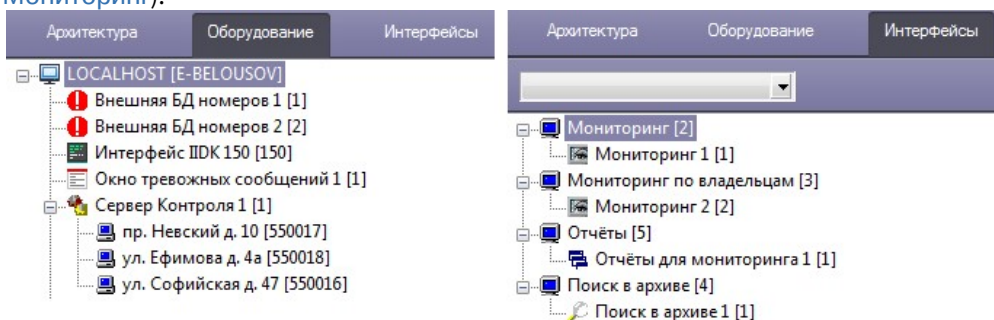 Мониторинг).
Архитектура Оборудование Интерфейсы
LOCALHOST [E-BELOUSOV]
Внешняя БД номеров 1 [1]
Внешняя БД номеров 2 [2]
Интерфейс IIDK 150 [150]
Окно тревожных сообщений 1 [1]
Сервер Контроля 1 [1]
пр. Невский д. 10 [550017]
ул. Ефимова д. 4а [550018]
ул. Софийская д. 47 [550016]
Архитектура Оборудование Интерфейсы
Мониторинг [2]
Мониторинг 1 [1]
Мониторинг по владельцам [3]
Мониторинг 2 [2]
Отчёты [5]
Отчёты для мониторинга 1 [1]
Поиск в архиве [4]
Поиск в архиве 1 [1]